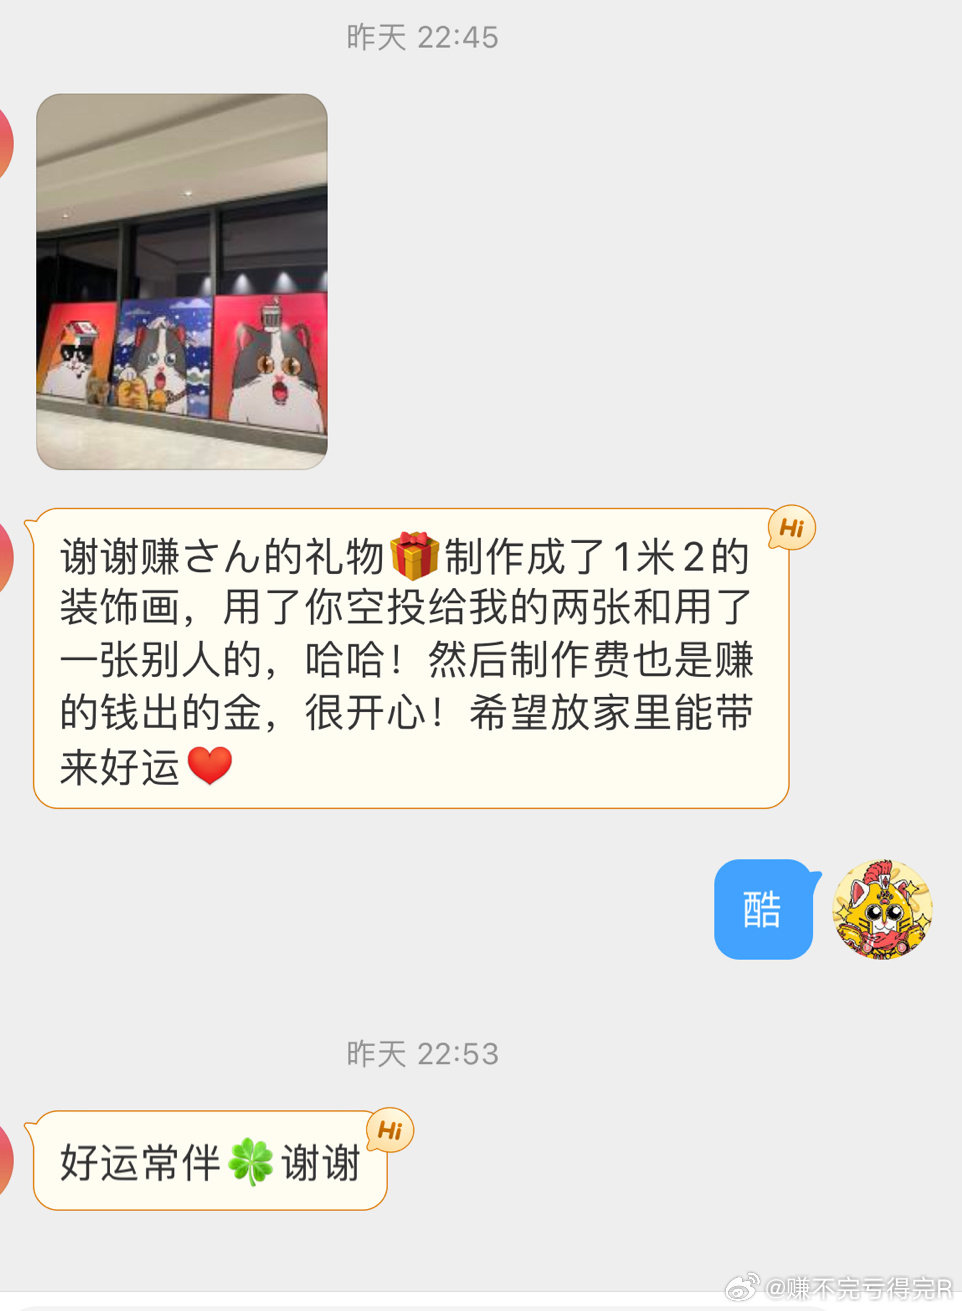 昨天 22:45
Hi
谢谢赚さん的礼物🎁制作成了1米2的
装饰画，用了你空投给我的两张和用了
一张别人的，哈哈！然后制作费也是赚
的钱出的金，很开心！希望放家里能带
来好运❤️
酷
昨天 22:53
Hi
好运常伴🍀谢谢
@赚不完亏得完R